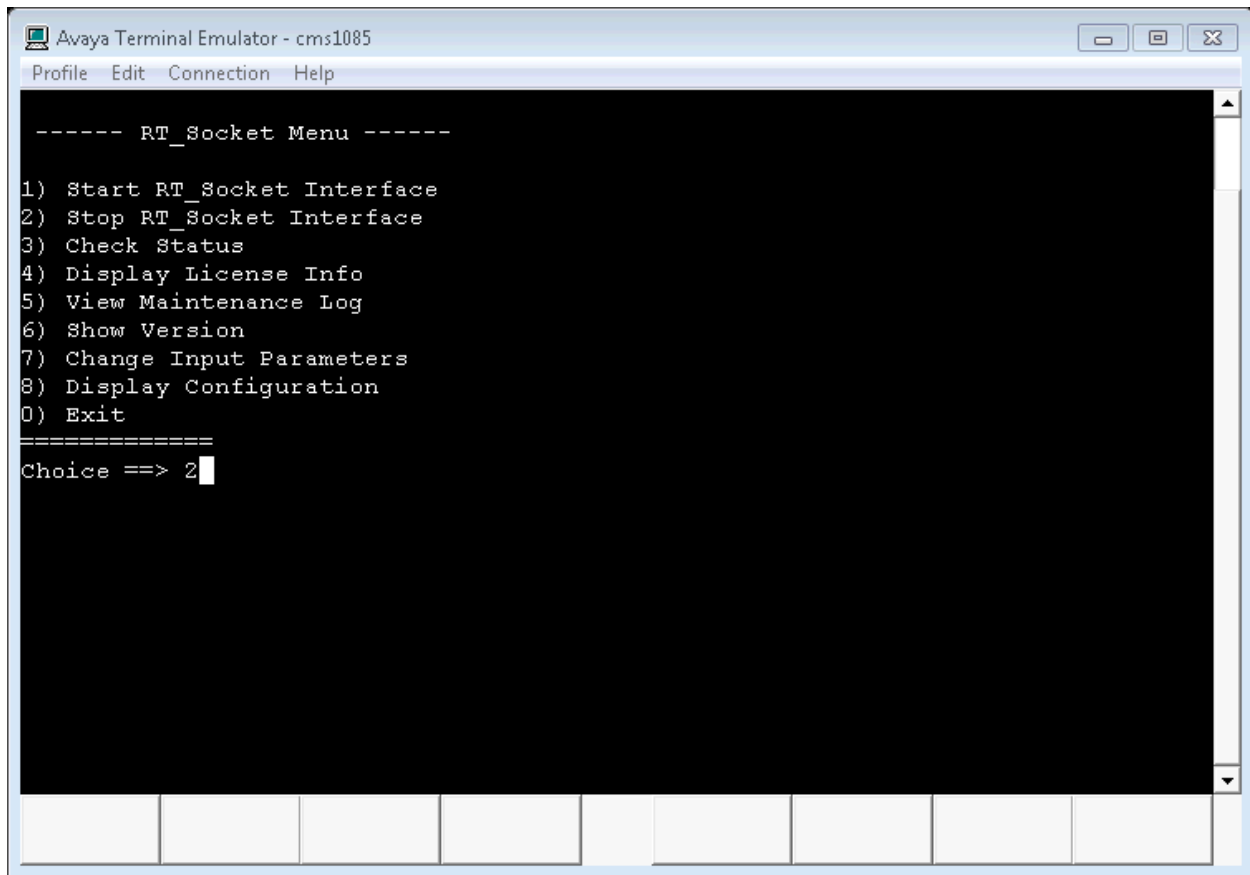 Avaya Terminal Emulator - cms1085
Profile Edit Connection Help
------ RT_Socket Menu ------
1) Start RT_Socket Interface
2) Stop RT_Socket Interface
3) Check Status
4) Display License Info
5) View Maintenance Log
6) Show Version
7) Change Input Parameters
8) Display Configuration
0) Exit
=============
Choice ==> 2